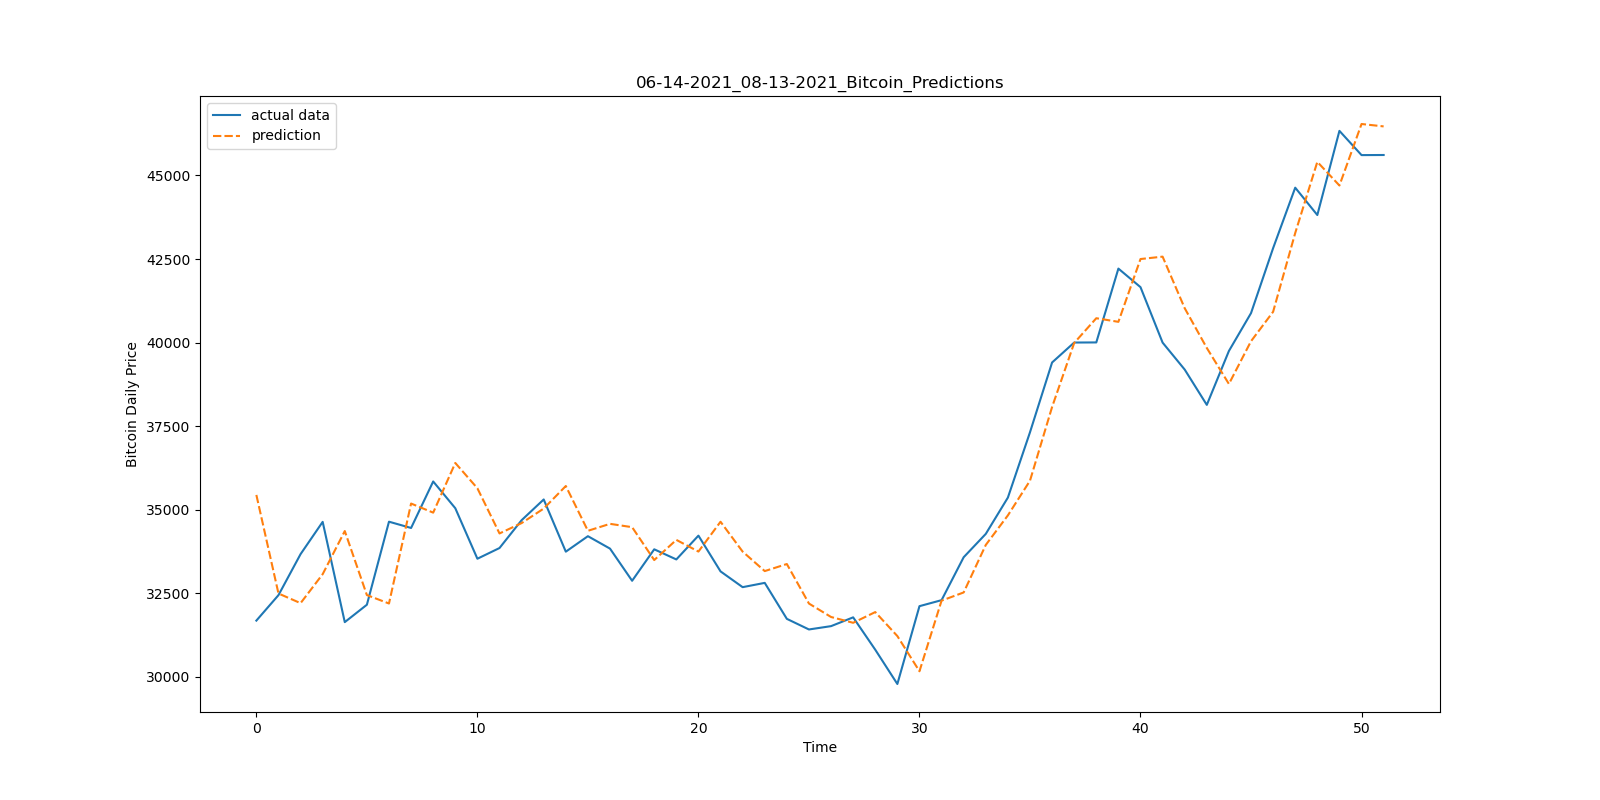 06-14-2021_08-13-2021_Bitcoin_Predictions
actual data
prediction
45000
42500
40000
37500
35000
32500
30000
Bitcoin Daily Price
0 10 20 30 40 50
Time